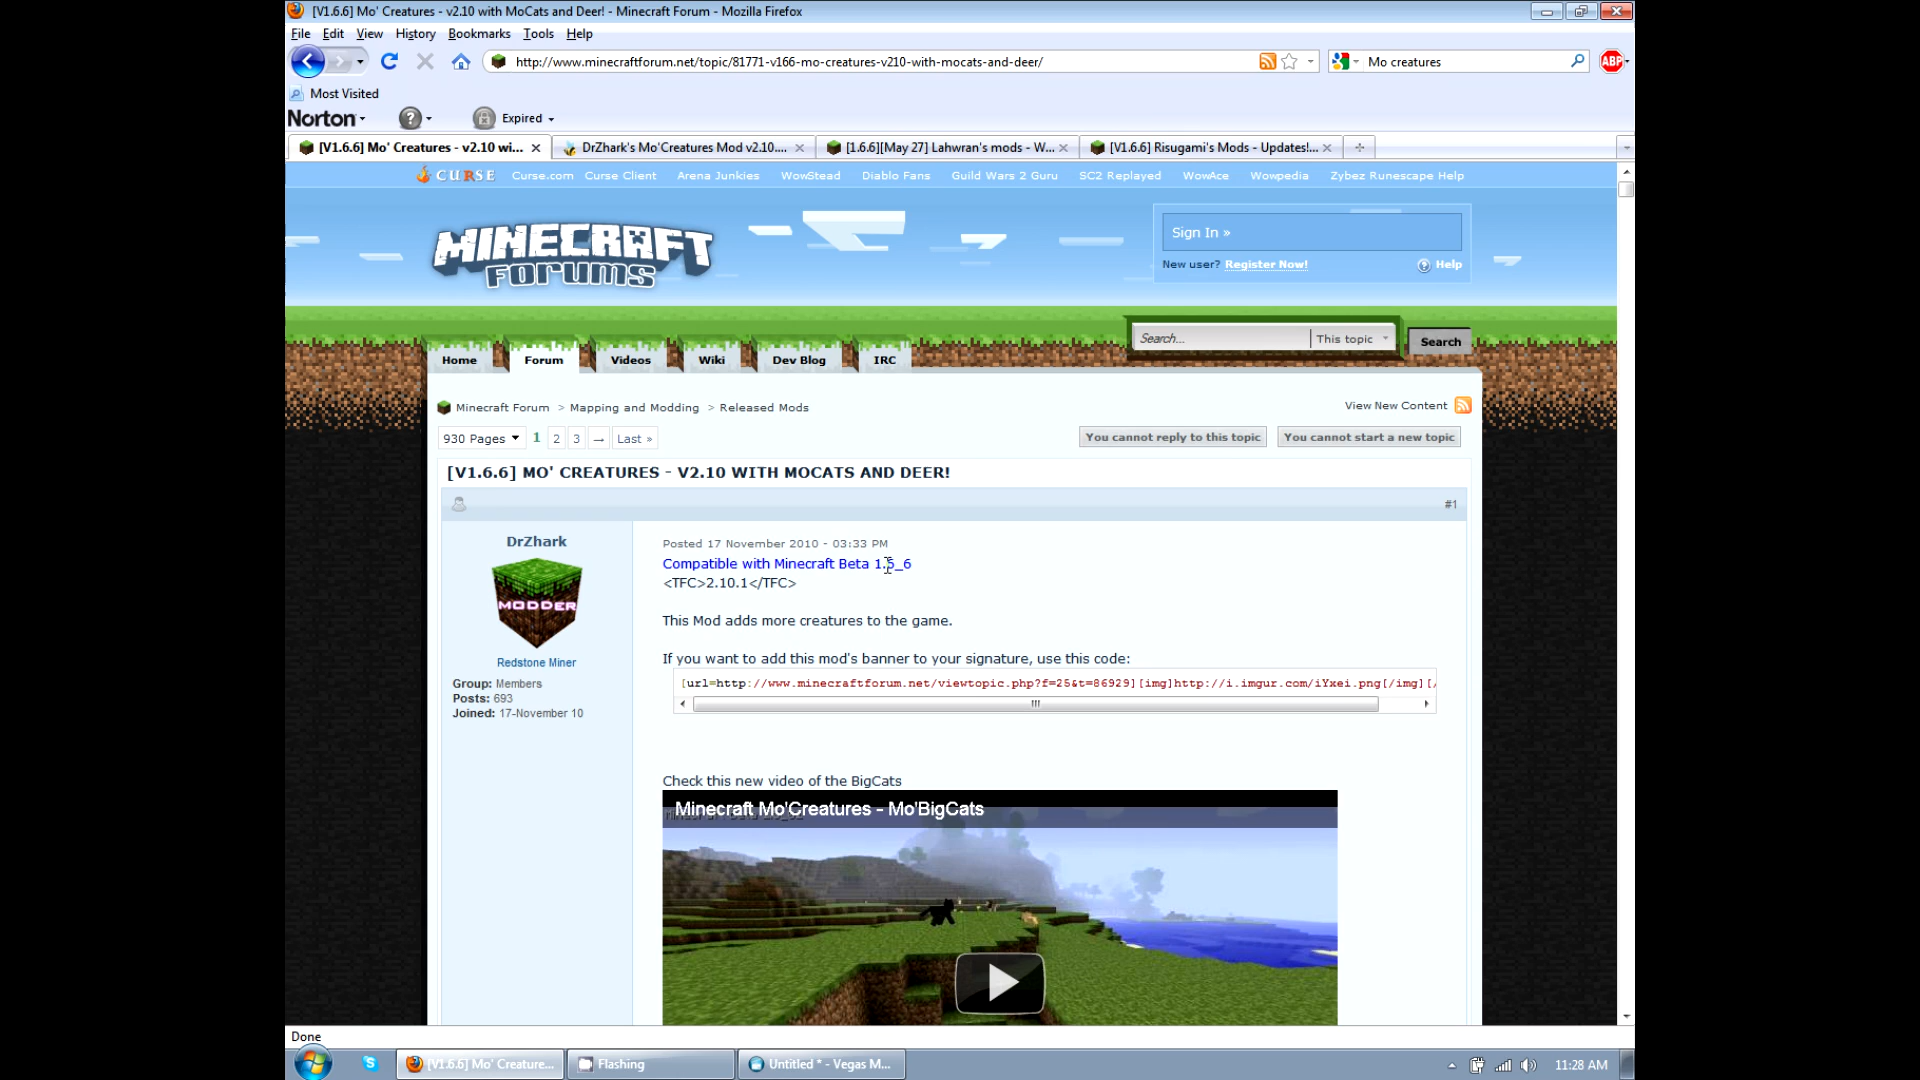 [V1.6.6] Mo' Creatures - v2.10 with MoCats and Deer! - Minecraft Forum - Mozilla Firefox
File Edit View History Bookmarks Tools Help
http://www.minecraftforum.net/topic/81771-v166-mo-creatures-v210-with-mocats-and-deer/ Mo creatures ABP
Most Visited
Norton Expired
[V1.6.6] Mo' Creatures - v2.10 wi... DrZhark's Mo'Creatures Mod v2.10.... [1.6.6][May 27] Lahwran's mods - W... [V1.6.6] Risugami's Mods - Updates!...
CURSE Curse.com Curse Client Arena Junkies WowStead Diablo Fans Guild Wars 2 Guru SC2 Replayed WowAce Wowpedia Zybez Runescape Help
MINECRAFT
FORUMS
Sign In »
New user? Register Now! Help
Search... This topic Search
Home Forum Videos Wiki Dev Blog IRC
Minecraft Forum > Mapping and Modding > Released Mods View New Content
930 Pages 1 2 3 → Last » You cannot reply to this topic You cannot start a new topic
[V1.6.6] MO' CREATURES - V2.10 WITH MOCATS AND DEER!
#1
DrZhark
MODDER
Redstone Miner
Group: Members
Posts: 693
Joined: 17-November 10
Posted 17 November 2010 - 03:33 PM
Compatible with Minecraft Beta 1.6_6
<TFC>2.10.1</TFC>
This Mod adds more creatures to the game.
If you want to add this mod's banner to your signature, use this code:
[url=http://www.minecraftforum.net/viewtopic.php?f=25&t=86929][img]http://i.imgur.com/iYxei.png[/img][/
Check this new video of the BigCats
Minecraft Mo'Creatures - Mo'BigCats
Done
[V1.6.6] Mo' Creature... Flashing Untitled * - Vegas M... 11:28 AM